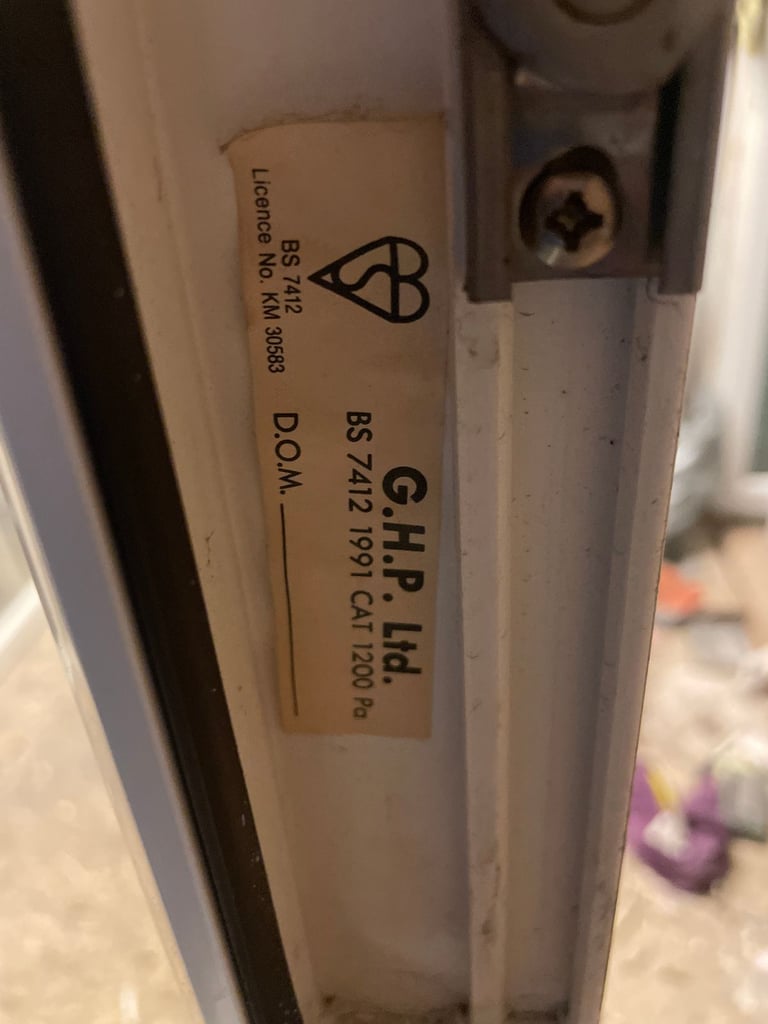 G.H.P. Ltd.
BS 7412 1991 CAT 1200 Pa
BS 7412
Licence No. KM 30583
D.O.M.